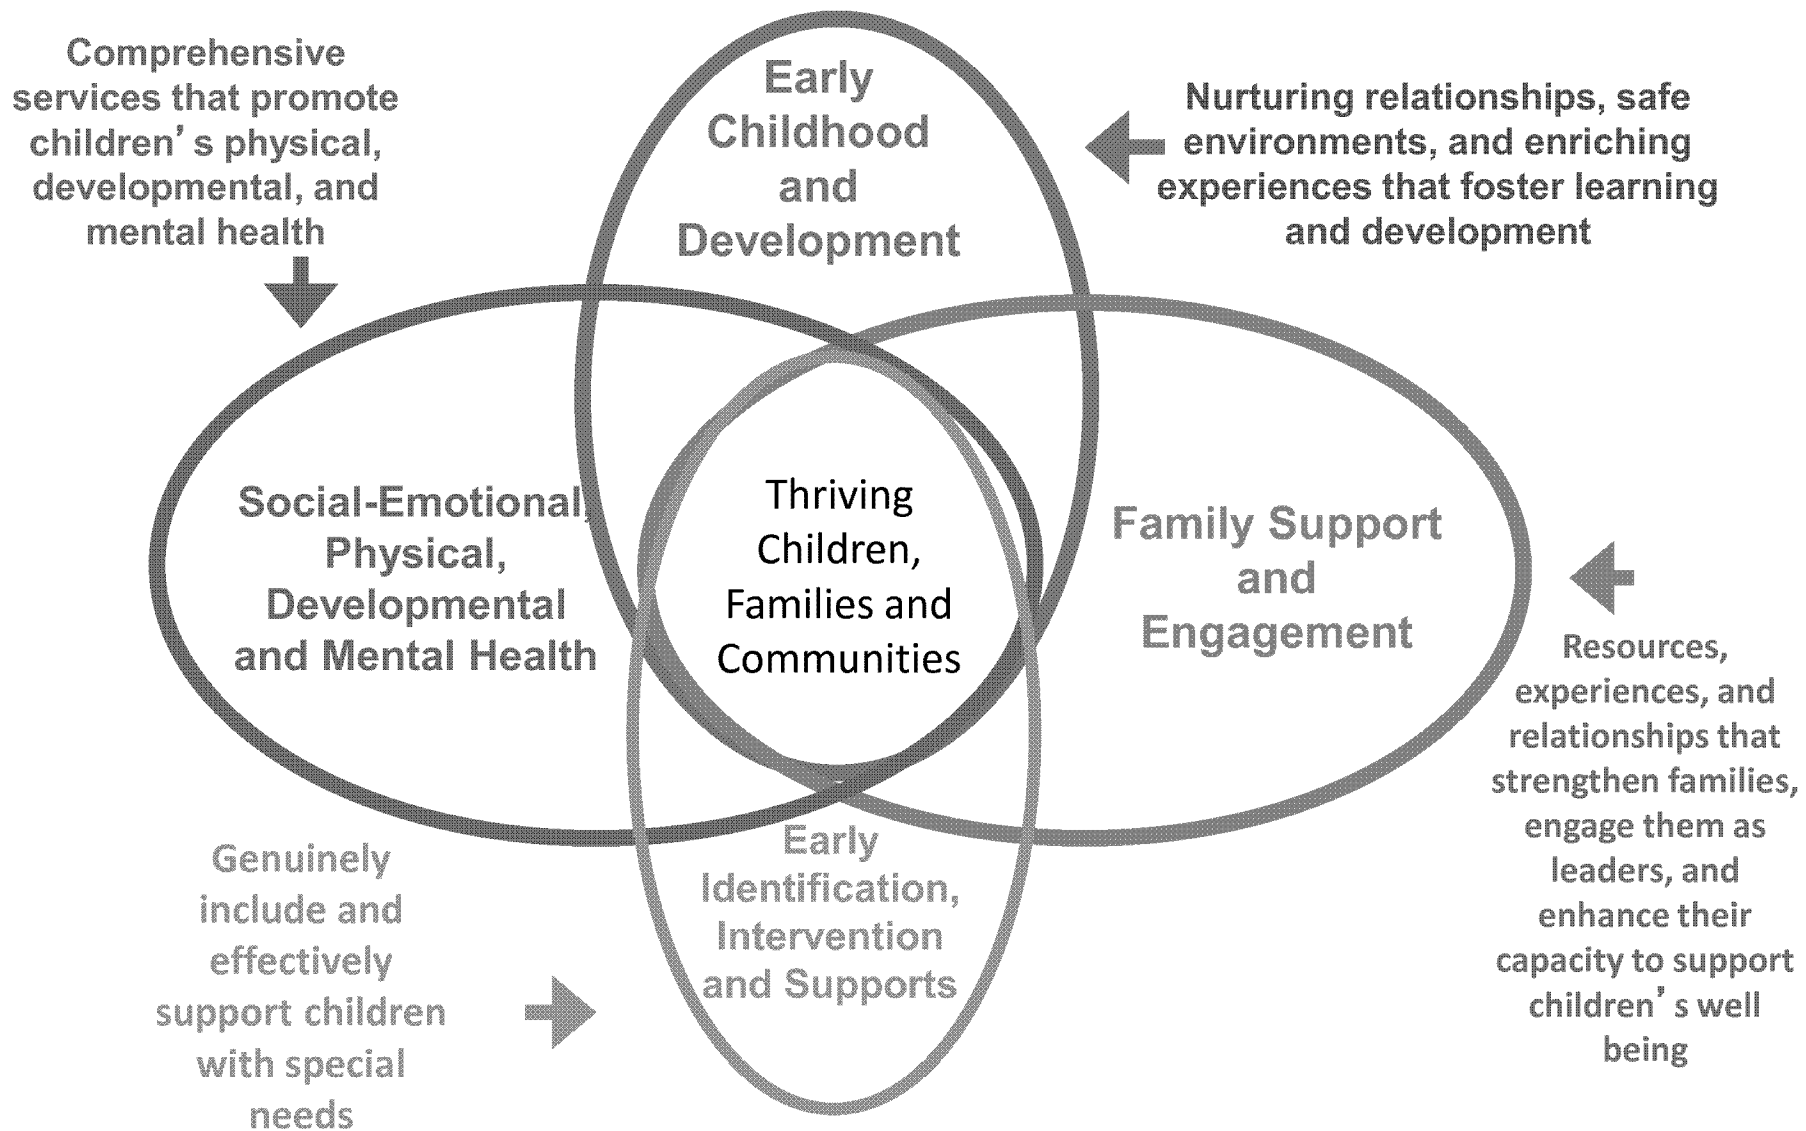 Comprehensive
services that promote
children’s physical,
developmental, and
mental health
Early
Childhood
and
Development
Nurturing relationships, safe
environments, and enriching
experiences that foster learning
and development
Social-Emotional,
Physical,
Developmental
and Mental Health
Thriving
Children,
Families and
Communities
Family Support
and
Engagement
Resources,
experiences, and
relationships that
strengthen families,
engage them as
leaders, and
enhance their
capacity to support
children’s well
being
Early
Identification,
Intervention
and Supports
Genuinely
include and
effectively
support children
with special
needs